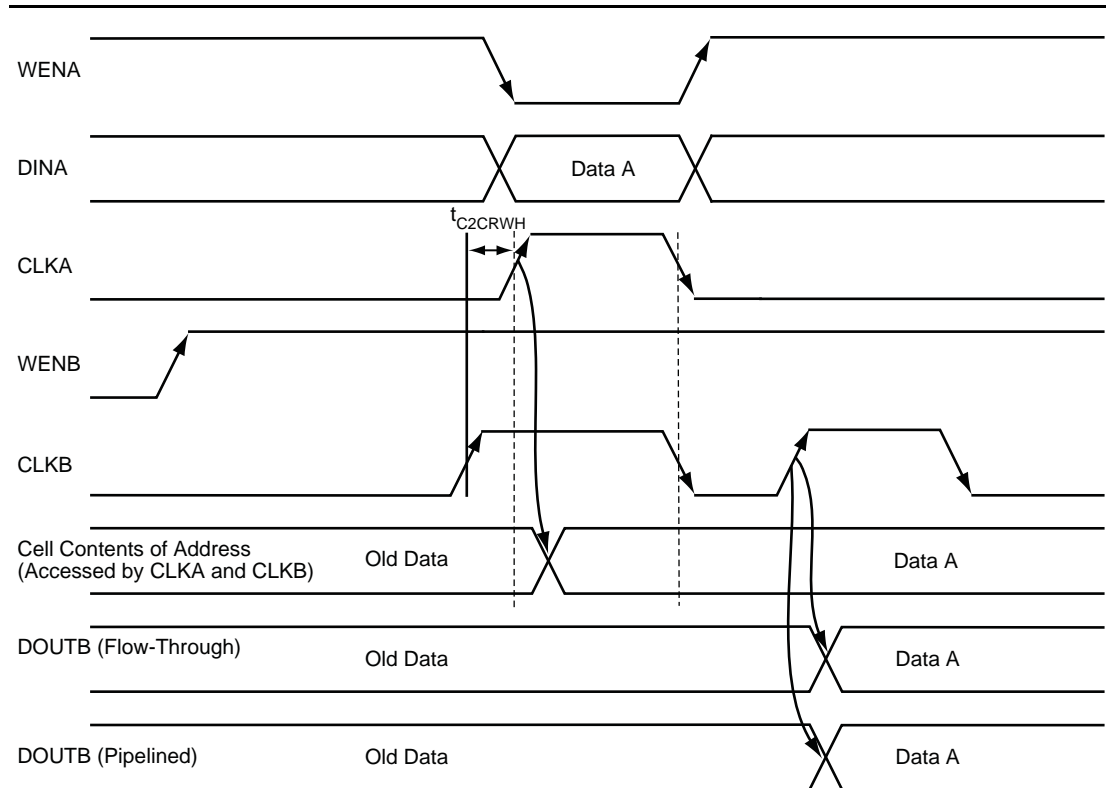 WENA
DINA
Data A
tC2CRWH
CLKA
WENB
CLKB
Cell Contents of Address
(Accessed by CLKA and CLKB)
Old Data
Data A
DOUTB (Flow-Through)
Old Data
Data A
DOUTB (Pipelined)
Old Data
Data A